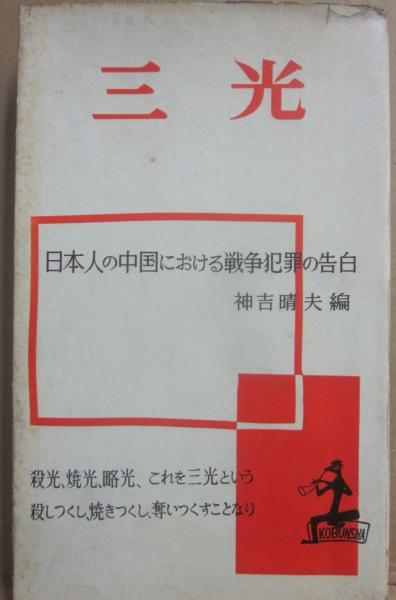 三光
日本人の中国における戦争犯罪の告白
神吉晴夫編
殺光、焼光、略光、これを三光という
殺しつくし、焼きつくし、奪いつくすことなり
KOBUNSHA